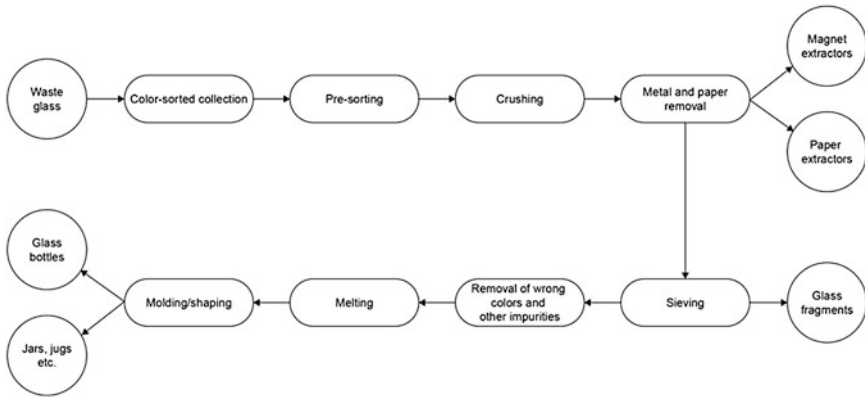 Waste
glass
Color-sorted collection
Pre-sorting
Crushing
Metal and paper
removal
Magnet
extractors
Paper
extractors
Glass
bottles
Jars, jugs
etc.
Molding/shaping
Melting
Removal of wrong
colors and
other impurities
Sieving
Glass
fragments